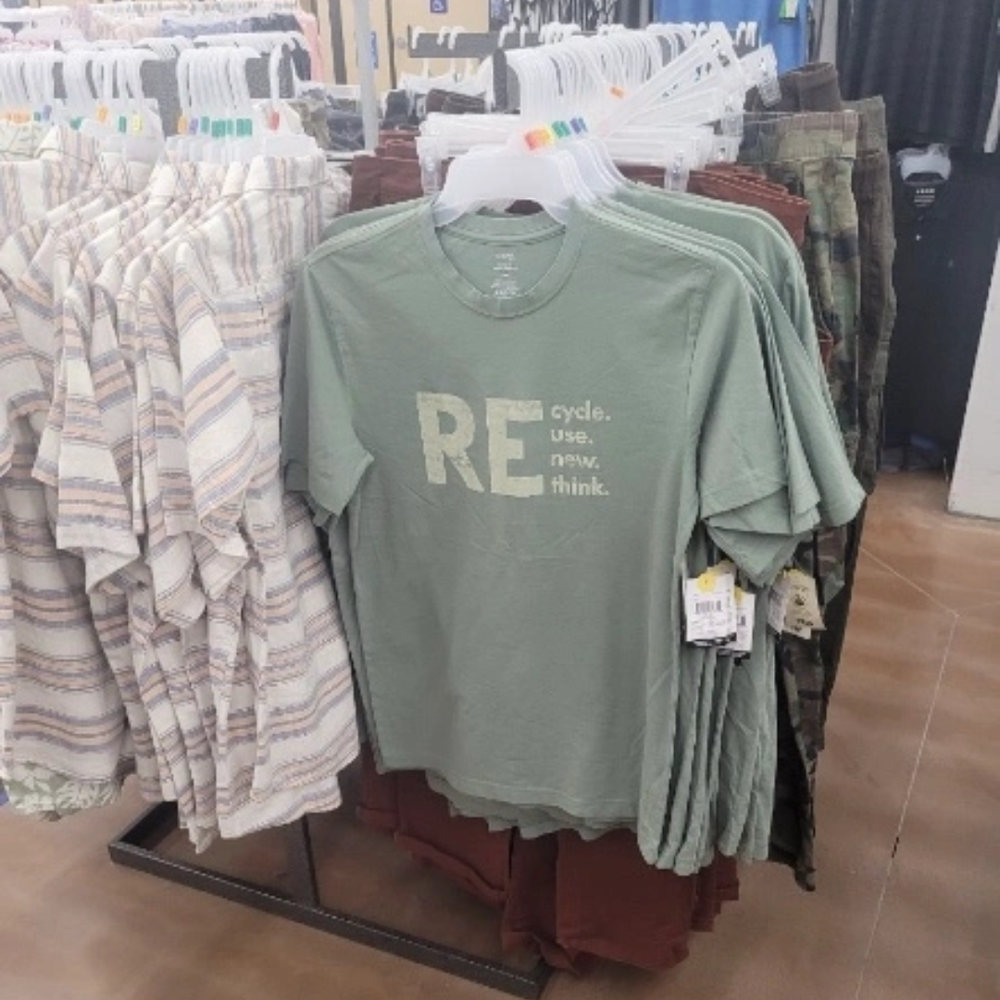 RE
cycle.
use.
new.
think.